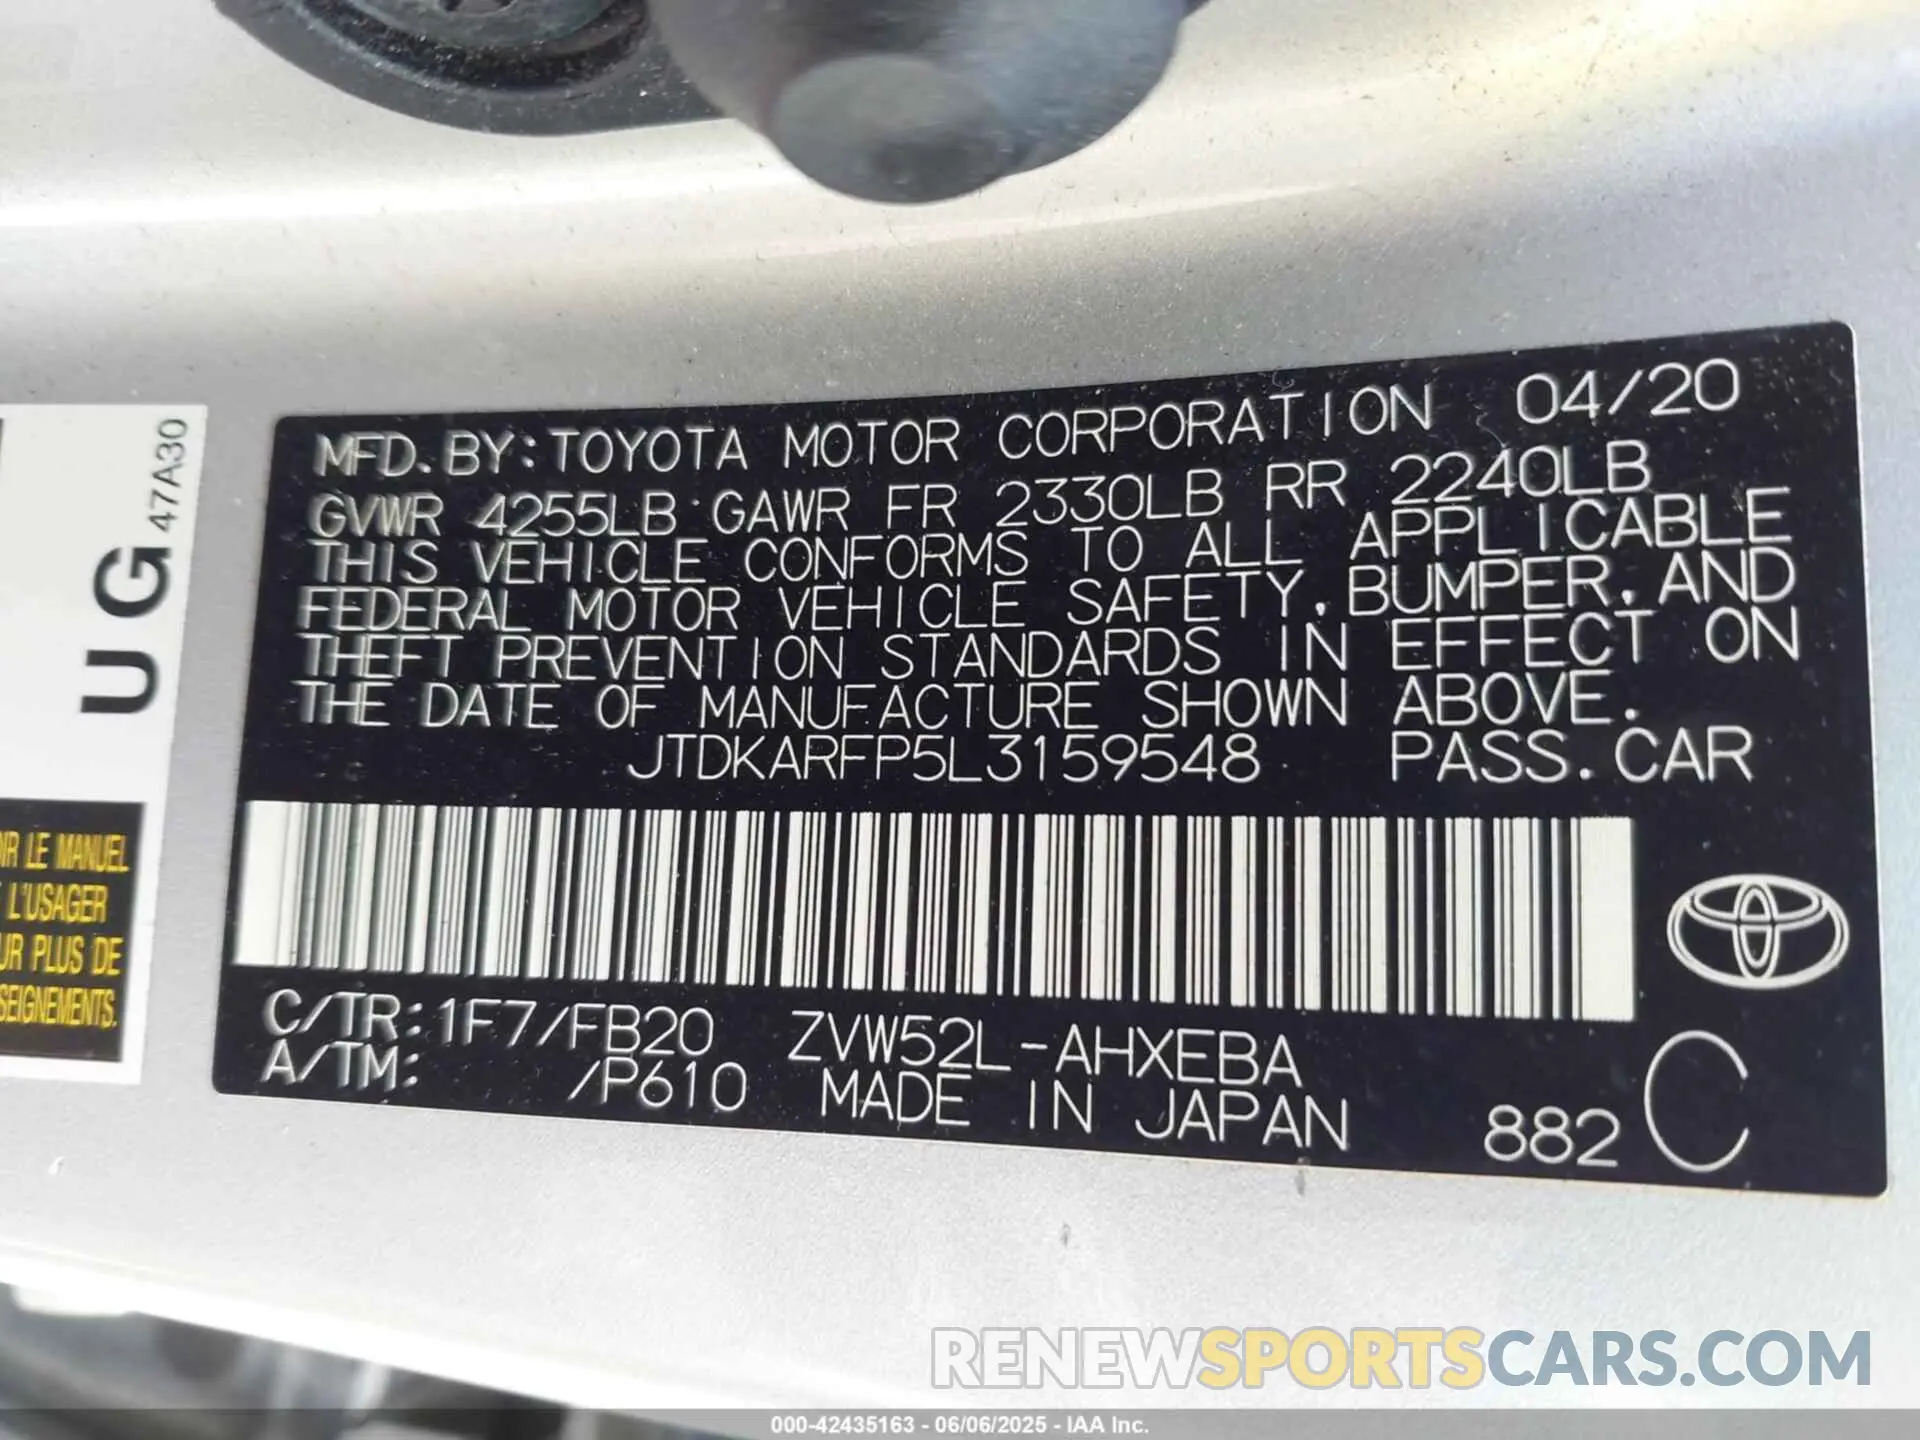 MFD. BY: TOYOTA MOTOR CORPORATION 04/20
GVWR 4255LB GAWR FR 2330LB RR 2240LB
THIS VEHICLE CONFORMS TO ALL APPLICABLE
FEDERAL MOTOR VEHICLE SAFETY, BUMPER, AND
THEFT PREVENTION STANDARDS IN EFFECT ON
THE DATE OF MANUFACTURE SHOWN ABOVE.
JTDKARFP5L3159548 PASS. CAR
C/TR: 1F7/FB20 ZVW52L-AHXEBA
A/TM: /P610 MADE IN JAPAN 882 C
UG 47A30
LE MANUEL
L'USAGER
PLUS DE
RENEWSPORTSCARS.COM
000-42435163 - 06/06/2025 - IAA Inc.